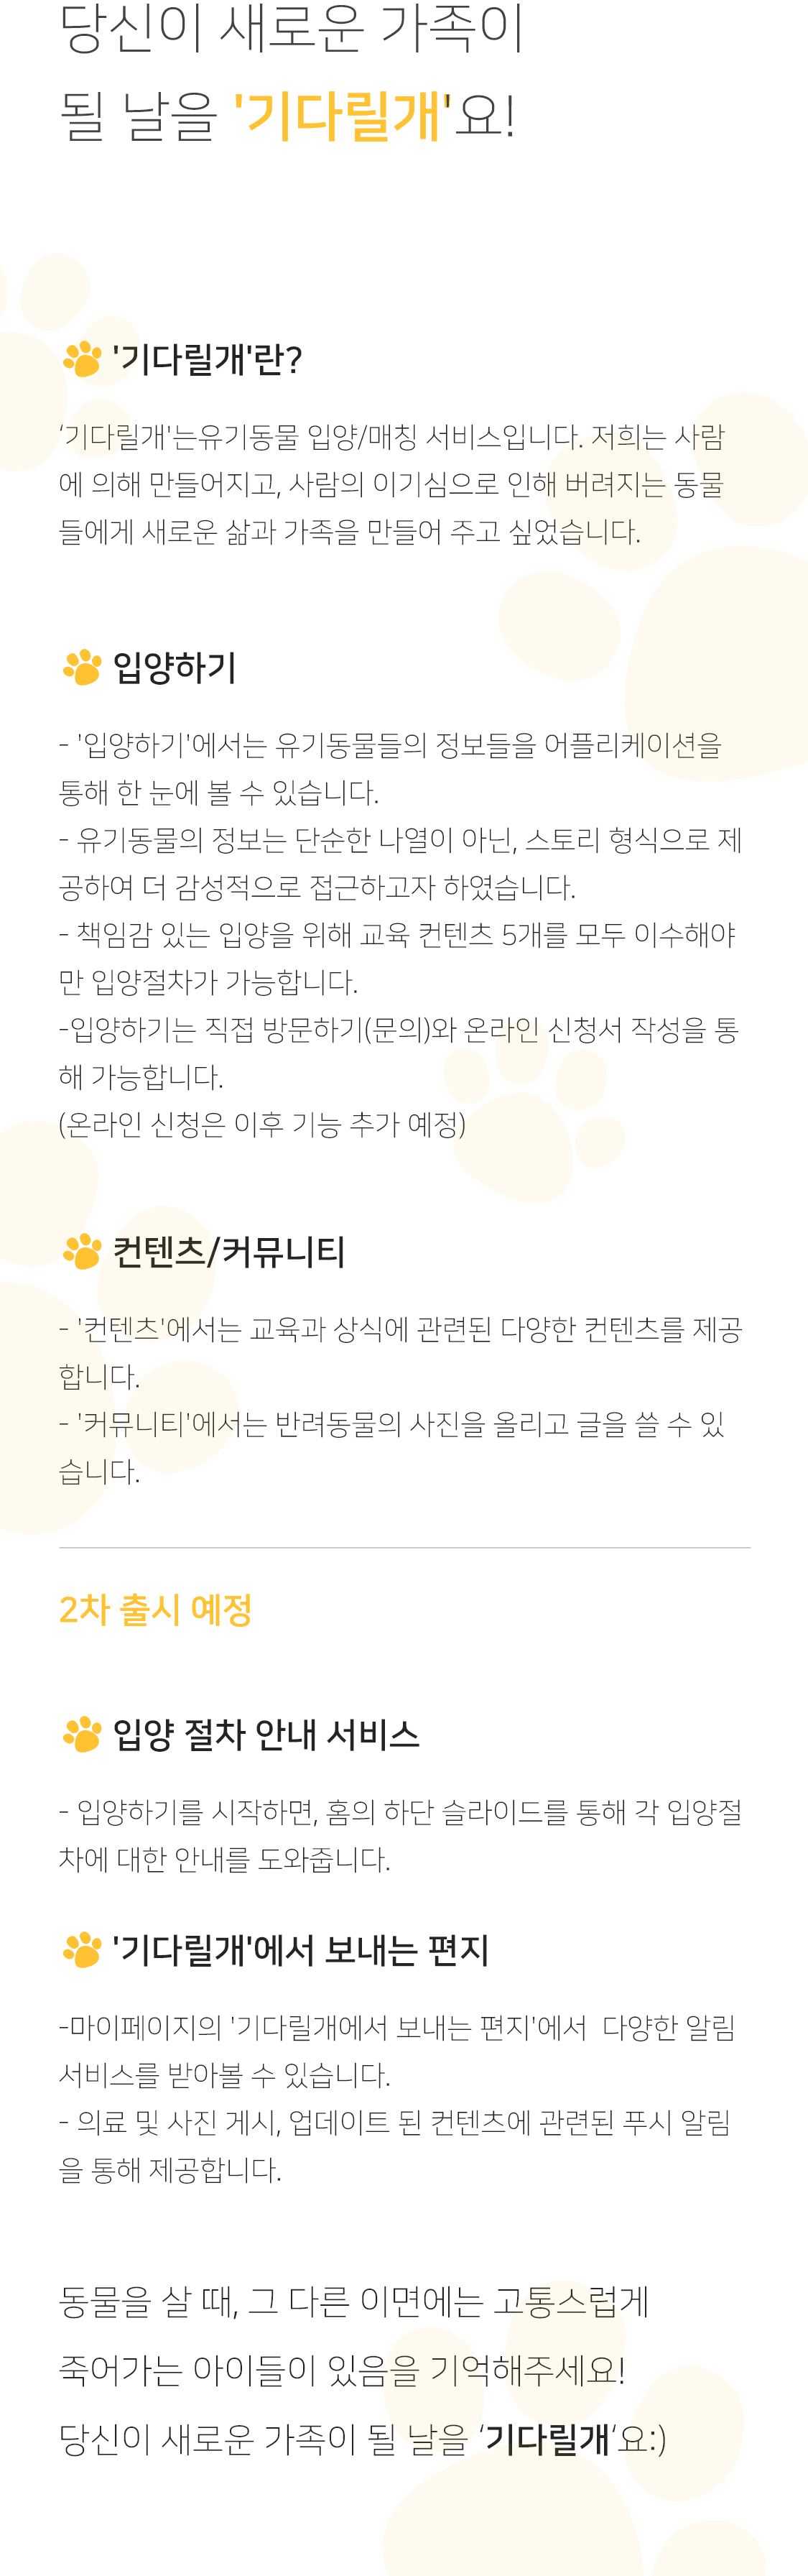 당신이 새로운 가족이
될 날을 '기다릴개'요!
'기다릴개'란?
‘기다릴개'는유기동물 입양/매칭 서비스입니다. 저희는 사람
에 의해 만들어지고, 사람의 이기심으로 인해 버려지는 동물
들에게 새로운 삶과 가족을 만들어 주고 싶었습니다.
입양하기
- '입양하기'에서는 유기동물들의 정보들을 어플리케이션을
통해 한 눈에 볼 수 있습니다.
- 유기동물의 정보는 단순한 나열이 아닌, 스토리 형식으로 제
공하여 더 감성적으로 접근하고자 하였습니다.
- 책임감 있는 입양을 위해 교육 컨텐츠 5개를 모두 이수해야
만 입양절차가 가능합니다.
-입양하기는 직접 방문하기(문의)와 온라인 신청서 작성을 통
해 가능합니다.
(온라인 신청은 이후 기능 추가 예정)
컨텐츠/커뮤니티
- '컨텐츠'에서는 교육과 상식에 관련된 다양한 컨텐츠를 제공
합니다.
- '커뮤니티'에서는 반려동물의 사진을 올리고 글을 쓸 수 있
습니다.
2차 출시 예정
입양 절차 안내 서비스
- 입양하기를 시작하면, 홈의 하단 슬라이드를 통해 각 입양절
차에 대한 안내를 도와줍니다.
'기다릴개'에서 보내는 편지
-마이페이지의 '기다릴개에서 보내는 편지'에서  다양한 알림
서비스를 받아볼 수 있습니다.
- 의료 및 사진 게시, 업데이트 된 컨텐츠에 관련된 푸시 알림
을 통해 제공합니다.
동물을 살 때, 그 다른 이면에는 고통스럽게
죽어가는 아이들이 있음을 기억해주세요!
당신이 새로운 가족이 될 날을 ‘기다릴개‘요:)